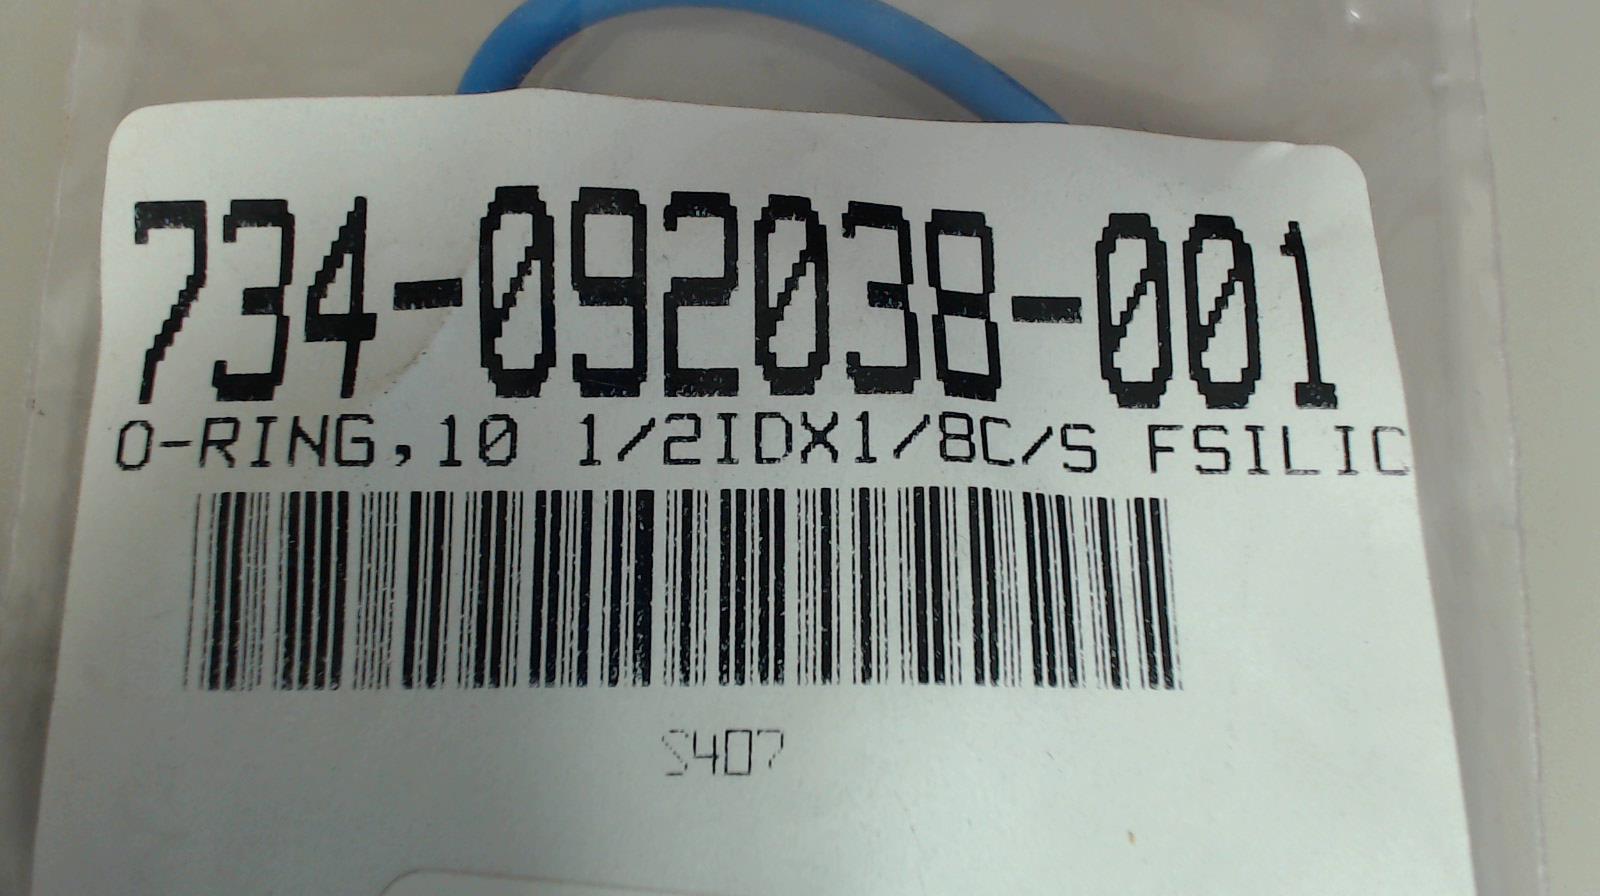 734-092038-001
O-RING,10 1/2IDX1/8C/S FSILIC
S407